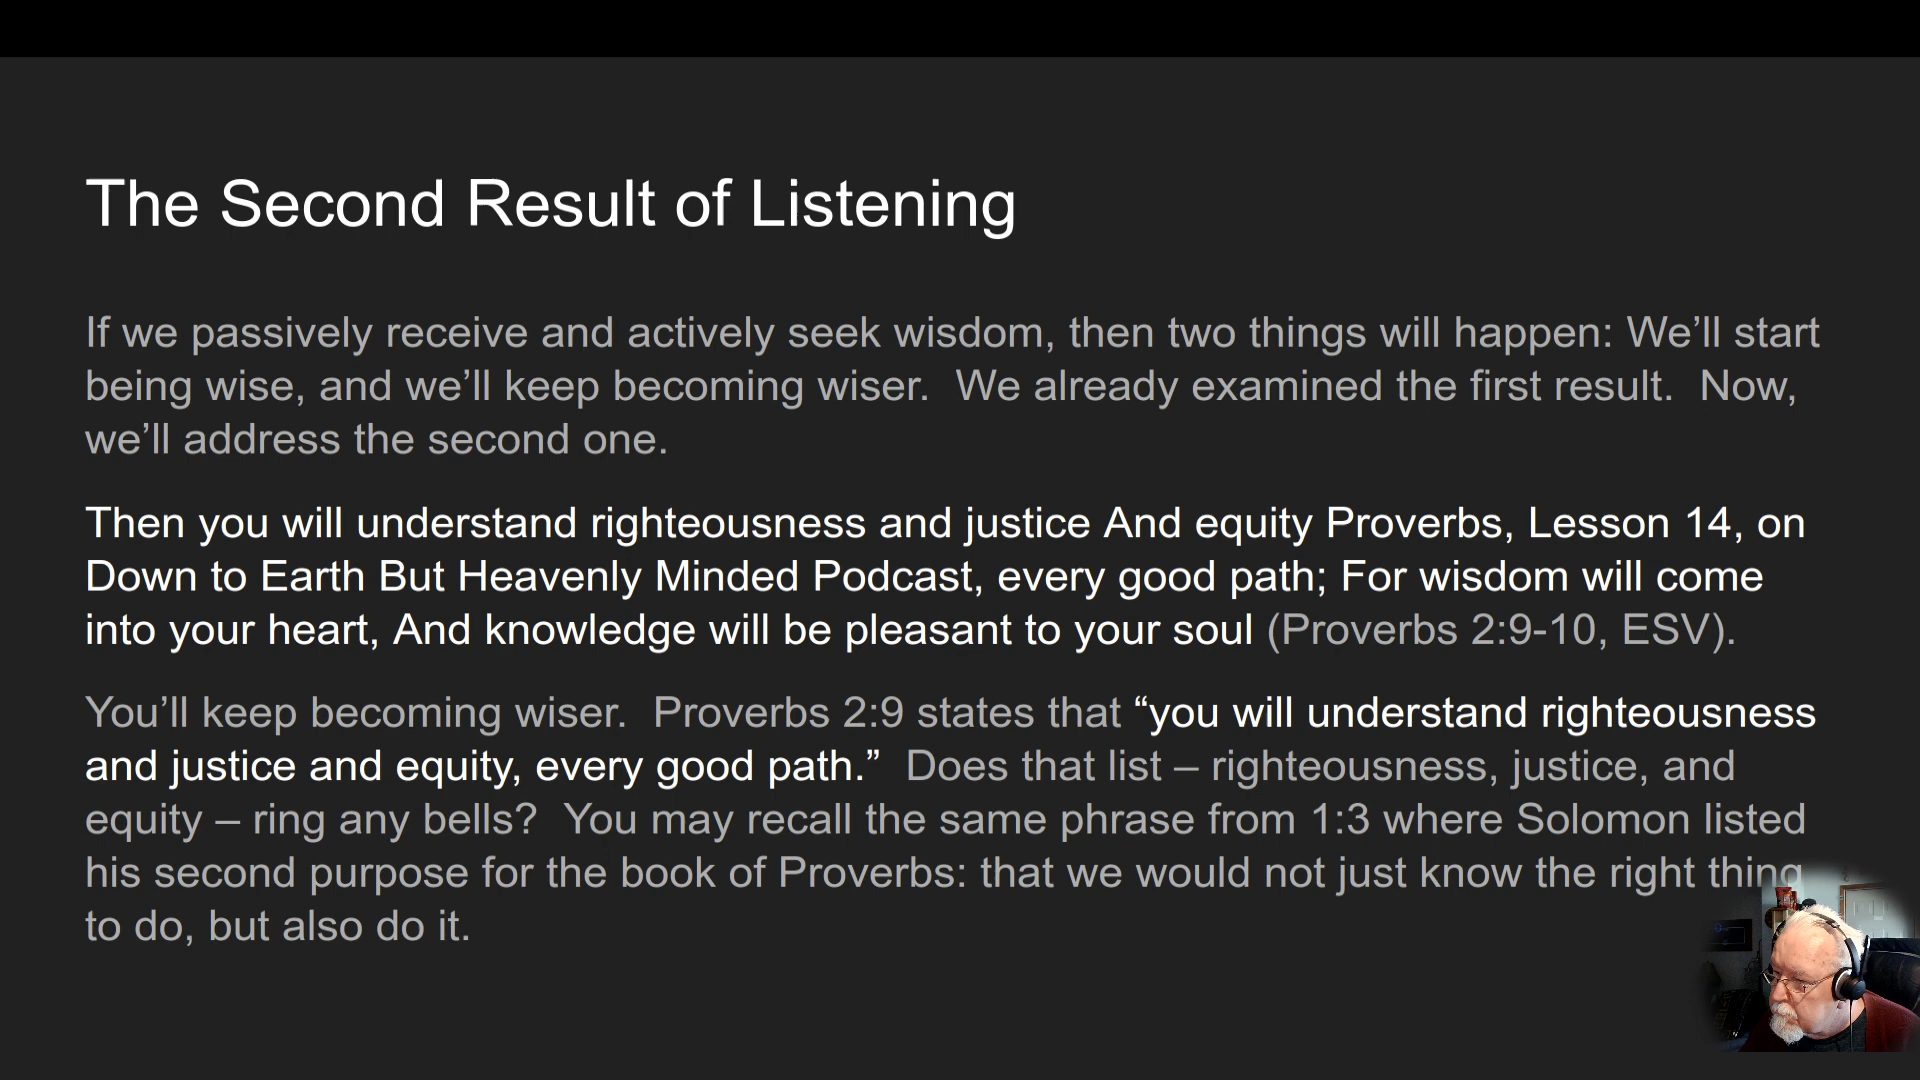 The Second Result of Listening
If we passively receive and actively seek wisdom, then two things will happen: We’ll start
being wise, and we’ll keep becoming wiser.  We already examined the first result.  Now,
we’ll address the second one.
Then you will understand righteousness and justice And equity Proverbs, Lesson 14, on
Down to Earth But Heavenly Minded Podcast, every good path; For wisdom will come
into your heart, And knowledge will be pleasant to your soul (Proverbs 2:9-10, ESV).
You’ll keep becoming wiser.  Proverbs 2:9 states that “you will understand righteousness
and justice and equity, every good path.”  Does that list – righteousness, justice, and
equity – ring any bells?  You may recall the same phrase from 1:3 where Solomon listed
his second purpose for the book of Proverbs: that we would not just know the right thing
to do, but also do it.